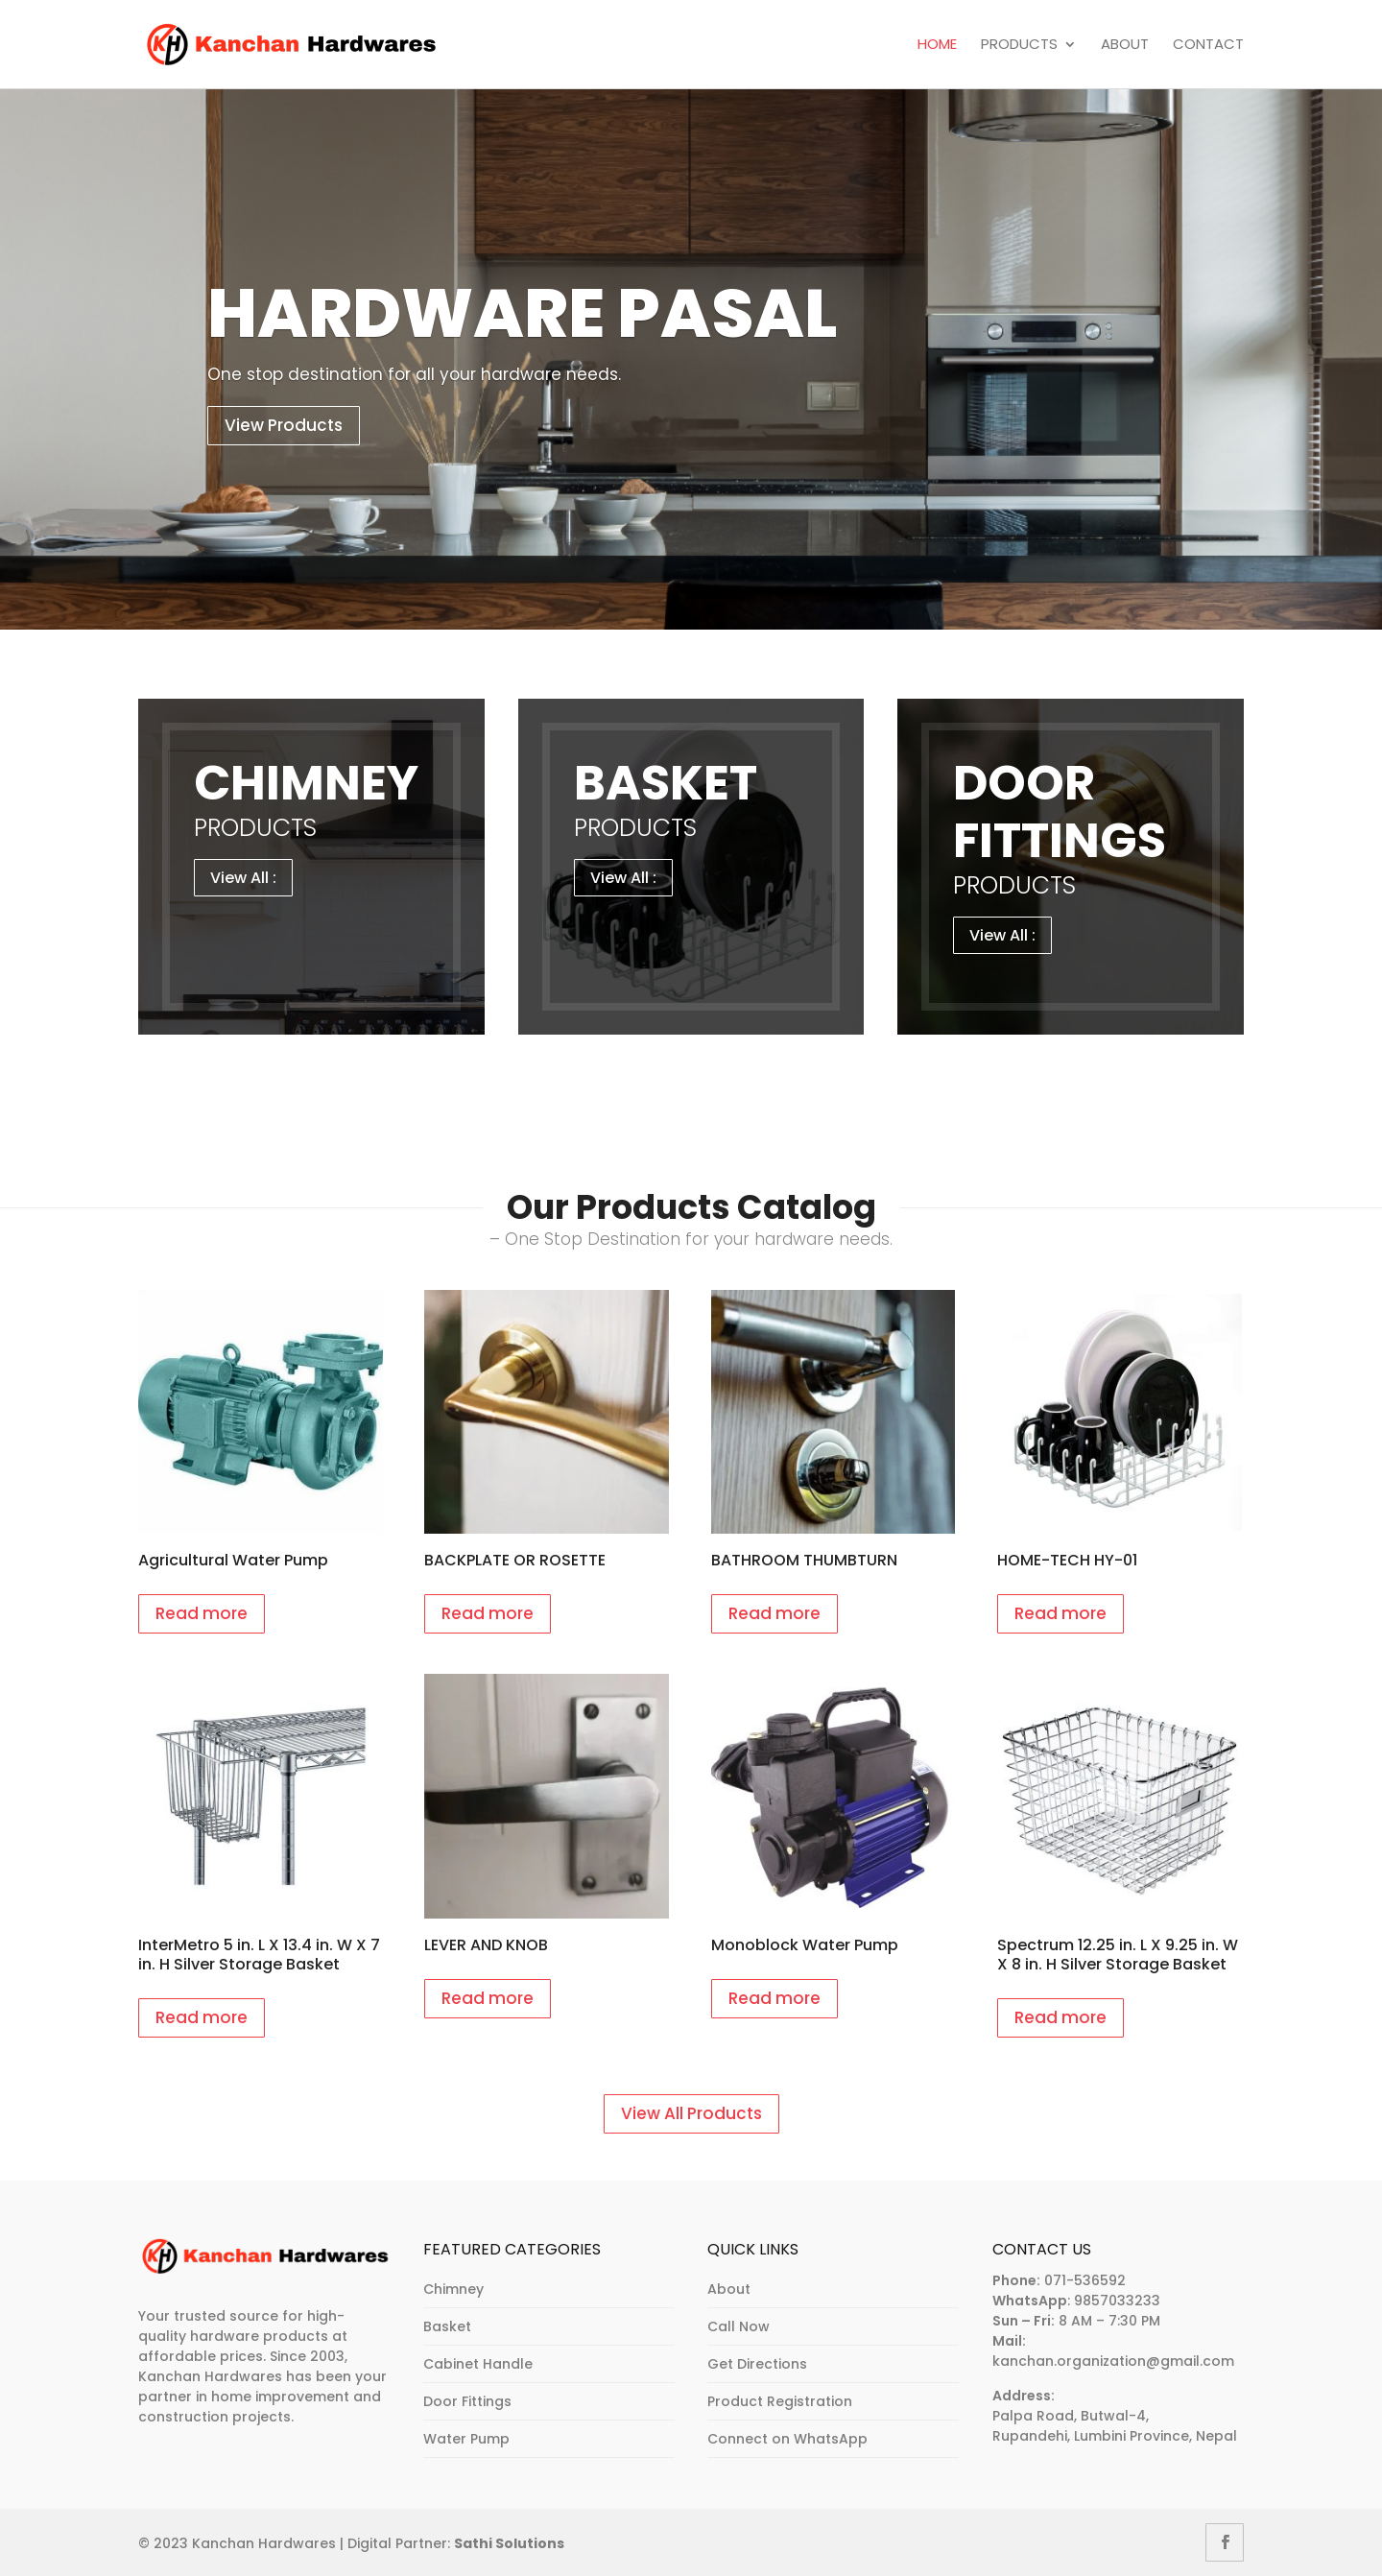 KH Kanchan Hardwares
HOME PRODUCTS ABOUT CONTACT
HARDWARE PASAL
One stop destination for all your hardware needs.
View Products
CHIMNEY
PRODUCTS
View All :
BASKET
PRODUCTS
View All :
DOOR
FITTINGS
PRODUCTS
View All :
Our Products Catalog
– One Stop Destination for your hardware needs.
Agricultural Water Pump
Read more
BACKPLATE OR ROSETTE
Read more
BATHROOM THUMBTURN
Read more
HOME-TECH HY-01
Read more
InterMetro 5 in. L X 13.4 in. W X 7
in. H Silver Storage Basket
Read more
LEVER AND KNOB
Read more
Monoblock Water Pump
Read more
Spectrum 12.25 in. L X 9.25 in. W
X 8 in. H Silver Storage Basket
Read more
View All Products
KH Kanchan Hardwares
Your trusted source for high-
quality hardware products at
affordable prices. Since 2003,
Kanchan Hardwares has been your
partner in home improvement and
construction projects.
FEATURED CATEGORIES
Chimney
Basket
Cabinet Handle
Door Fittings
Water Pump
QUICK LINKS
About
Call Now
Get Directions
Product Registration
Connect on WhatsApp
CONTACT US
Phone: 071-536592
WhatsApp: 9857033233
Sun – Fri: 8 AM – 7:30 PM
Mail:
kanchan.organization@gmail.com
Address:
Palpa Road, Butwal-4,
Rupandehi, Lumbini Province, Nepal
© 2023 Kanchan Hardwares | Digital Partner: Sathi Solutions